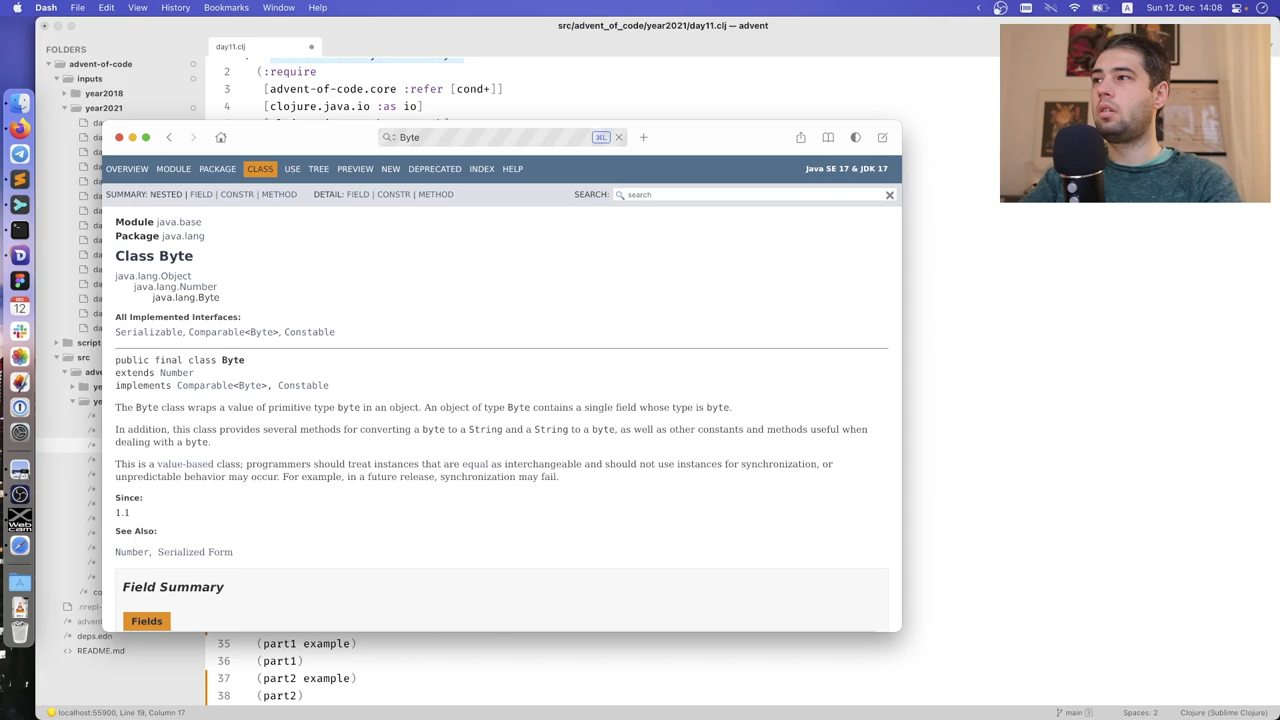 Dash
src/advent_of_code/year2021/day11.clj — advent
FOLDERS
advent-of-code
inputs
year2018
year2021
script
src
README.md
deps.edn
day11.clj
2 (:require
3 [advent-of-code.core :refer [cond+]]
4 [clojure.java.io :as io]
Byte
⌘L
OVERVIEW MODULE PACKAGE CLASS USE TREE PREVIEW NEW DEPRECATED INDEX HELP
Java SE 17 & JDK 17
SUMMARY: NESTED | FIELD | CONSTR | METHOD DETAIL: FIELD | CONSTR | METHOD
SEARCH: search
Module java.base
Package java.lang
Class Byte
java.lang.Object
java.lang.Number
java.lang.Byte
All Implemented Interfaces:
Serializable, Comparable<Byte>, Constable
public final class Byte
extends Number
implements Comparable<Byte>, Constable
The Byte class wraps a value of primitive type byte in an object. An object of type Byte contains a single field whose type is byte.
In addition, this class provides several methods for converting a byte to a String and a String to a byte, as well as other constants and methods useful when
dealing with a byte.
This is a value-based class; programmers should treat instances that are equal as interchangeable and should not use instances for synchronization, or
unpredictable behavior may occur. For example, in a future release, synchronization may fail.
Since:
1.1
See Also:
Number, Serialized Form
Field Summary
Fields
35 (part1 example)
36 (part1)
37 (part2 example)
38 (part2)
DEC
12
Web
cam
localhost:55900, Line 19, Column 17
main
Spaces: 2
Clojure (Sublime Clojure)